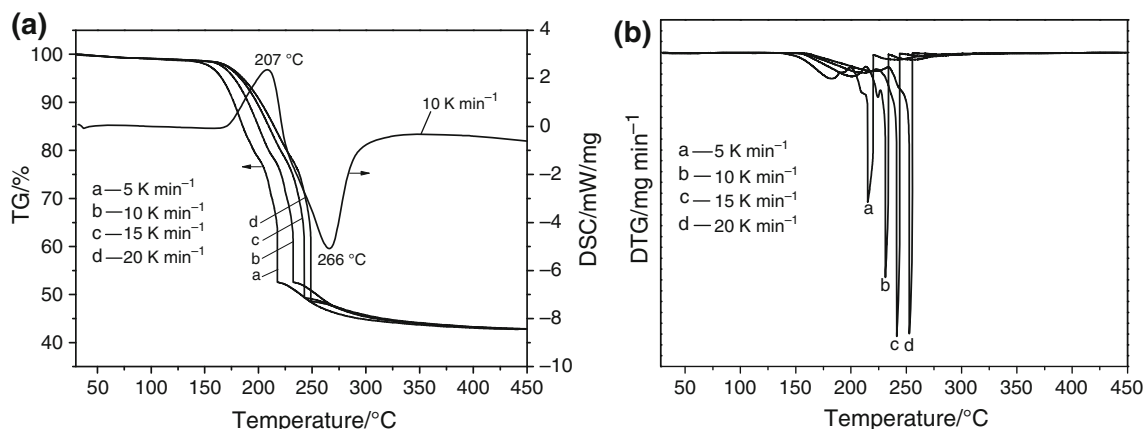 (a)
207 °C
10 K min⁻¹
a—5 K min⁻¹
b—10 K min⁻¹
c—15 K min⁻¹
d—20 K min⁻¹
d
c
b
a
266 °C
TG/%
100
90
80
70
60
50
40
DSC/mW/mg
4
2
0
−2
−4
−6
−8
−10
50 100 150 200 250 300 350 400 450
Temperature/°C
(b)
a—5 K min⁻¹
b—10 K min⁻¹
c—15 K min⁻¹
d—20 K min⁻¹
a
b
c d
DTG/mg min⁻¹
50 100 150 200 250 300 350 400 450
Temperature/°C